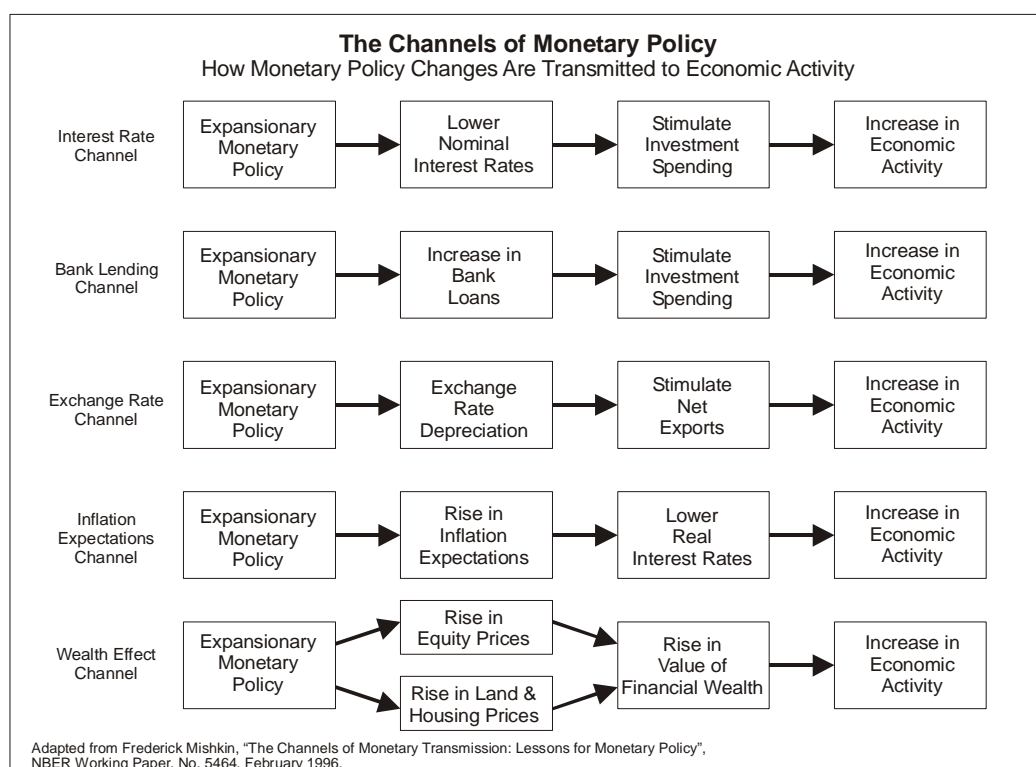 The Channels of Monetary Policy
How Monetary Policy Changes Are Transmitted to Economic Activity
Interest Rate
Channel
Expansionary
Monetary
Policy
Lower
Nominal
Interest Rates
Stimulate
Investment
Spending
Increase in
Economic
Activity
Bank Lending
Channel
Expansionary
Monetary
Policy
Increase in
Bank
Loans
Stimulate
Investment
Spending
Increase in
Economic
Activity
Exchange Rate
Channel
Expansionary
Monetary
Policy
Exchange
Rate
Depreciation
Stimulate
Net
Exports
Increase in
Economic
Activity
Inflation
Expectations
Channel
Expansionary
Monetary
Policy
Rise in
Inflation
Expectations
Lower
Real
Interest Rates
Increase in
Economic
Activity
Wealth Effect
Channel
Expansionary
Monetary
Policy
Rise in
Equity Prices
Rise in Land &
Housing Prices
Rise in
Value of
Financial Wealth
Increase in
Economic
Activity
Adapted from Frederick Mishkin, “The Channels of Monetary Transmission: Lessons for Monetary Policy”,
NBER Working Paper, No. 5464, February 1996.